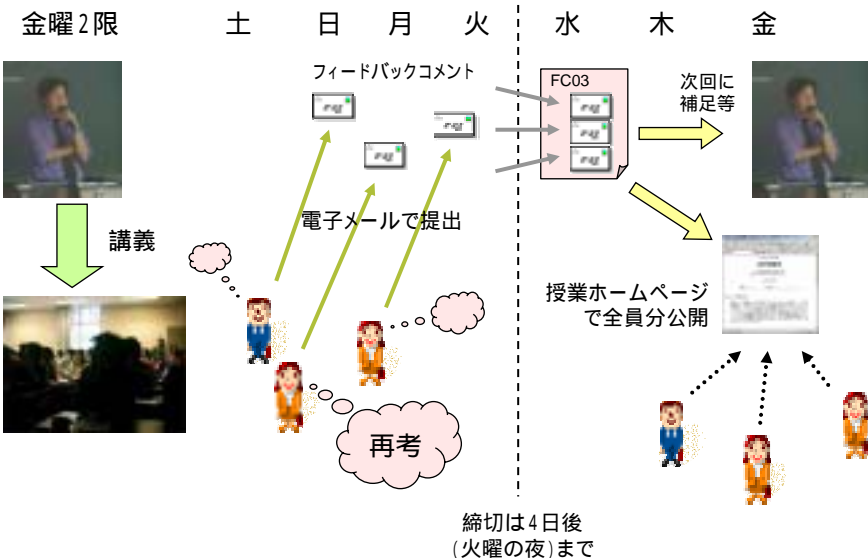 金曜2限
土
日
月
火
水
木
金
フィードバックコメント
FC03
次回に
補足等
電子メールで提出
講義
授業ホームページ
で全員分公開
再考
締切は4日後
(火曜の夜)まで